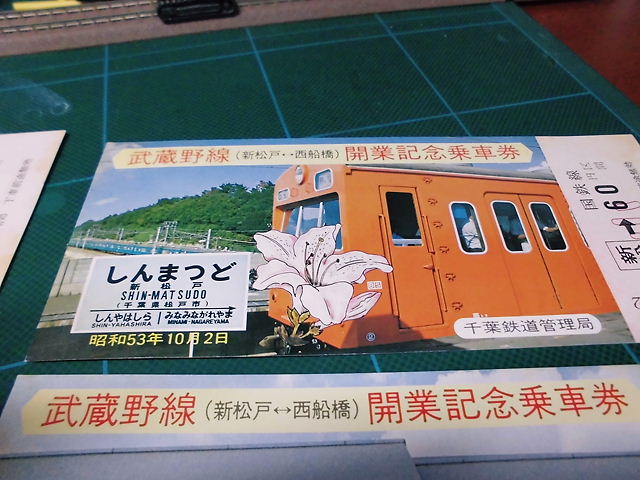 武蔵野線(新松戸↔西船橋)開業記念乗車券
しんまつど
新松戸
SHIN-MATSUDO
(千葉県松戸市)
しんやはしら みなみながれやま
SHIN-YAHASHIRA MINAMI-NAGAREYAMA
昭和53年10月2日
千葉鉄道管理局
国鉄線
円区間
60
新
武蔵野線(新松戸↔西船橋)開業記念乗車券